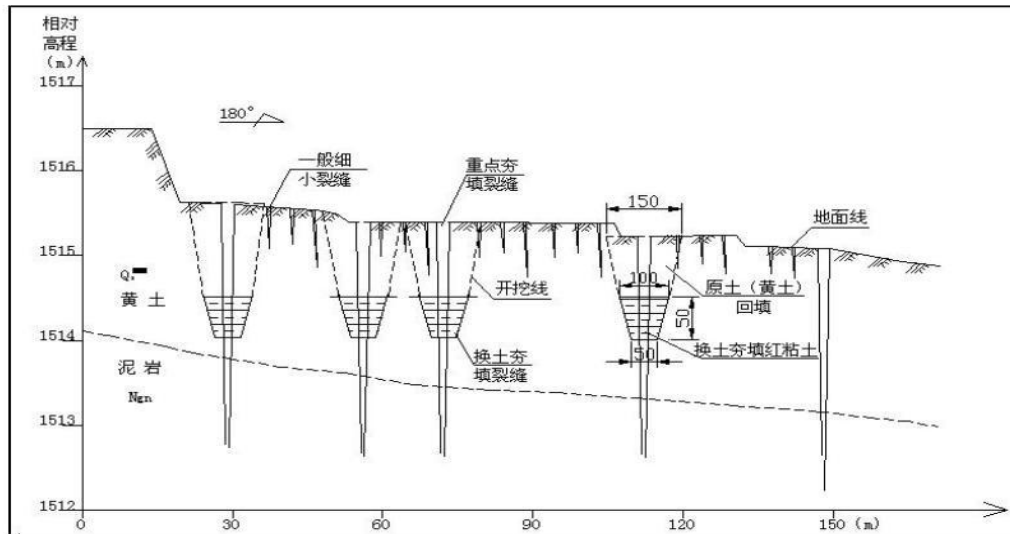 相对
高程
(m)
1517
180°
一般细
小裂缝
重点夯
填裂缝
1516
150
地面线
1515
Q
黄土
开挖线
100
原土(黄土)
回填
50
1514
泥岩
换土夯
填裂缝
50
换土夯填红粘土
N
1513
1512
0
30
60
90
120
150 (m)